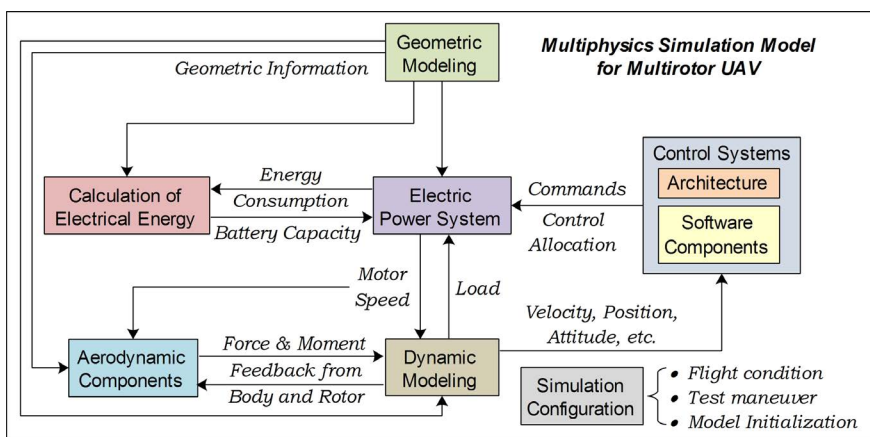 Geometric
Modeling
Multiphysics Simulation Model
for Multirotor UAV
Geometric Information
Control Systems
Architecture
Software
Components
Calculation of
Electrical Energy
Energy
Consumption
Battery Capacity
Electric
Power System
Commands
Control
Allocation
Motor
Speed
Load
Velocity, Position,
Attitude, etc.
Aerodynamic
Components
Force & Moment
Feedback from
Body and Rotor
Dynamic
Modeling
Simulation
Configuration
• Flight condition
• Test maneuver
• Model Initialization